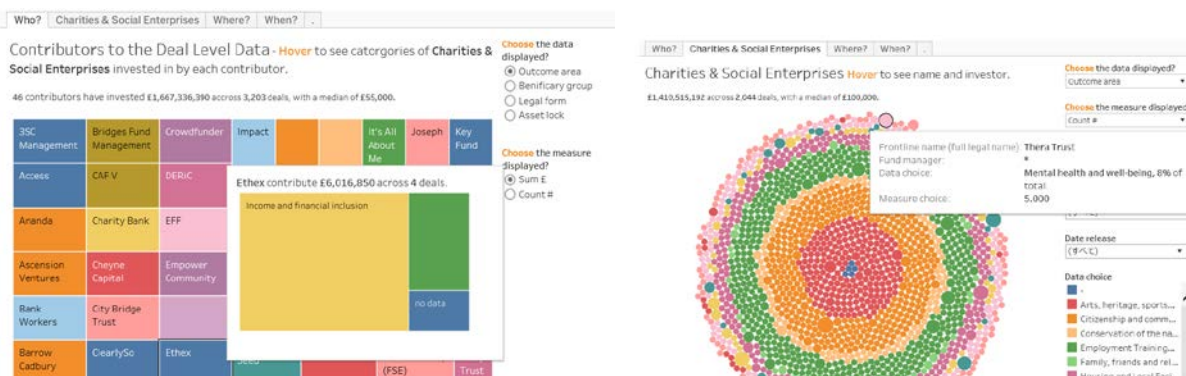 Who? Charities & Social Enterprises Where? When? .
Contributors to the Deal Level Data - Hover to see catorgories of Charities &
Social Enterprises invested in by each contributor.
46 contributors have invested £1,667,336,390 accross 3,203 deals, with a median of £55,000.
Choose the data
displayed?
Outcome area
Benificary group
Legal form
Asset lock
Choose the measure
displayed?
Sum £
Count #
3SC
Management
Bridges Fund
Management
Crowdfunder
Impact
It's All
About
Me
Joseph
Key
Fund
Access
CAF V
DERiC
Ananda
Charity Bank
EFF
Ascension
Ventures
Cheyne
Capital
Empower
Community
Bank
Workers
City Bridge
Trust
Barrow
Cadbury
ClearlySo
Ethex
Seed
(FSE)
Trust
Ethex contribute £6,016,850 across 4 deals.
Income and financial inclusion
no data
Who? Charities & Social Enterprises Where? When? .
Charities & Social Enterprises Hover to see name and investor.
£1,410,515,192 accross 2,044 deals, with a median of £100,000.
Choose the data displayed?
Outcome area
Choose the measure displayed
Count #
Frontline name (full legal name) Thera Trust
Fund manager: *
Data choice: Mental health and well-being, 8% of
total
Measure choice: 5,000
(すべて)
Date release
(すべて)
Data choice
-
Arts, heritage, sports...
Citizenship and comm...
Conservation of the na...
Employment Training...
Family, friends and rel...